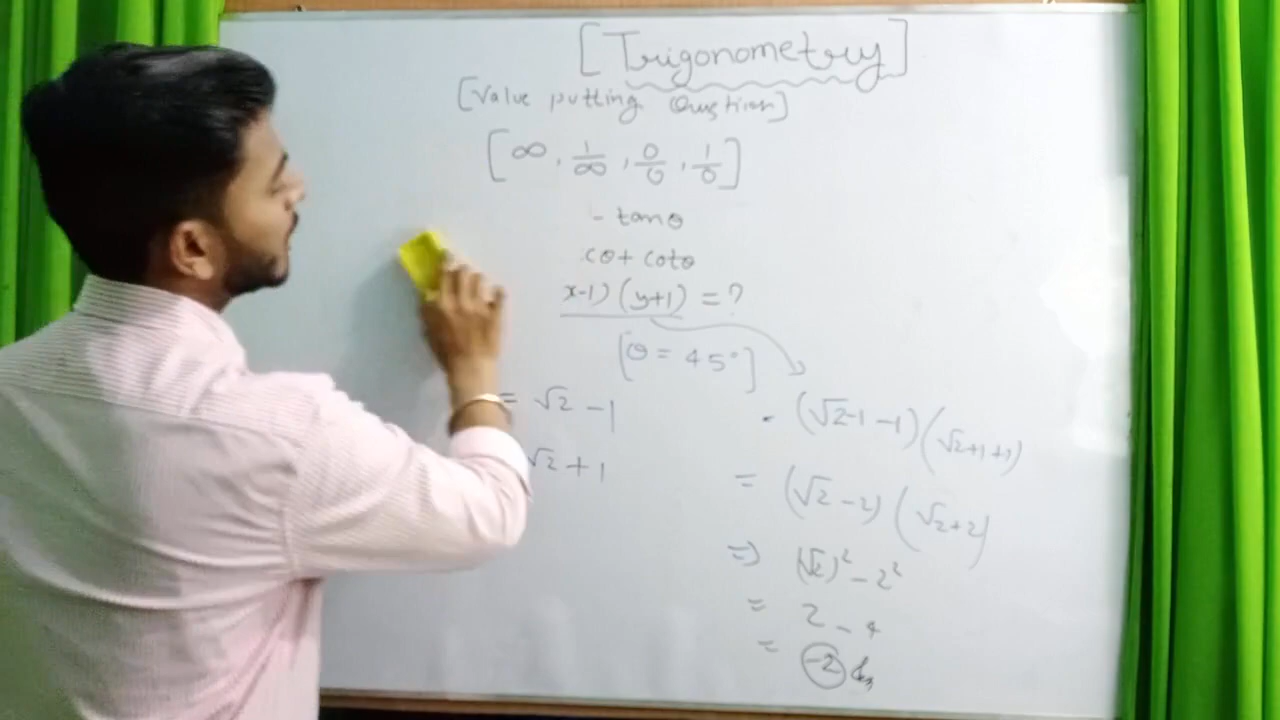 [Trigonometry]
[Value putting Question]
[∞, 1/∞, 0/0, 1/0]
- tanθ
cθ + cotθ
x-1) (y+1) = ?
[θ = 45°]
= √2 - 1
√2 + 1
(√2-1 -1) (√2+1+1)
= (√2 - 2) (√2+2)
=> (√2)² - 2²
= 2 - 4
= -2